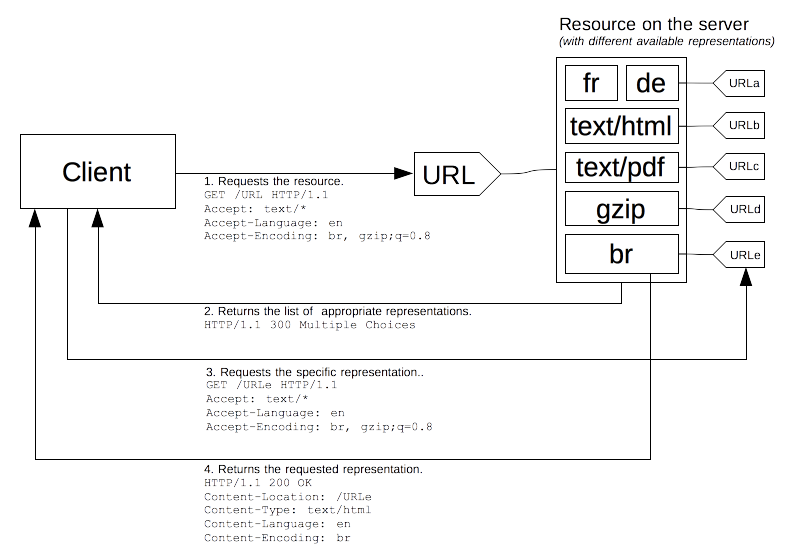 Resource on the server
(with different available representations)
fr de URLa
text/html URLb
Client
text/pdf URLc
URL
1. Requests the resource.
GET /URL HTTP/1.1
Accept: text/*
Accept-Language: en
Accept-Encoding: br, gzip;q=0.8
gzip URLd
br URLe
2. Returns the list of appropriate representations.
HTTP/1.1 300 Multiple Choices
3. Requests the specific representation..
GET /URLe HTTP/1.1
Accept: text/*
Accept-Language: en
Accept-Encoding: br, gzip;q=0.8
4. Returns the requested representation.
HTTP/1.1 200 OK
Content-Location: /URLe
Content-Type: text/html
Content-Language: en
Content-Encoding: br